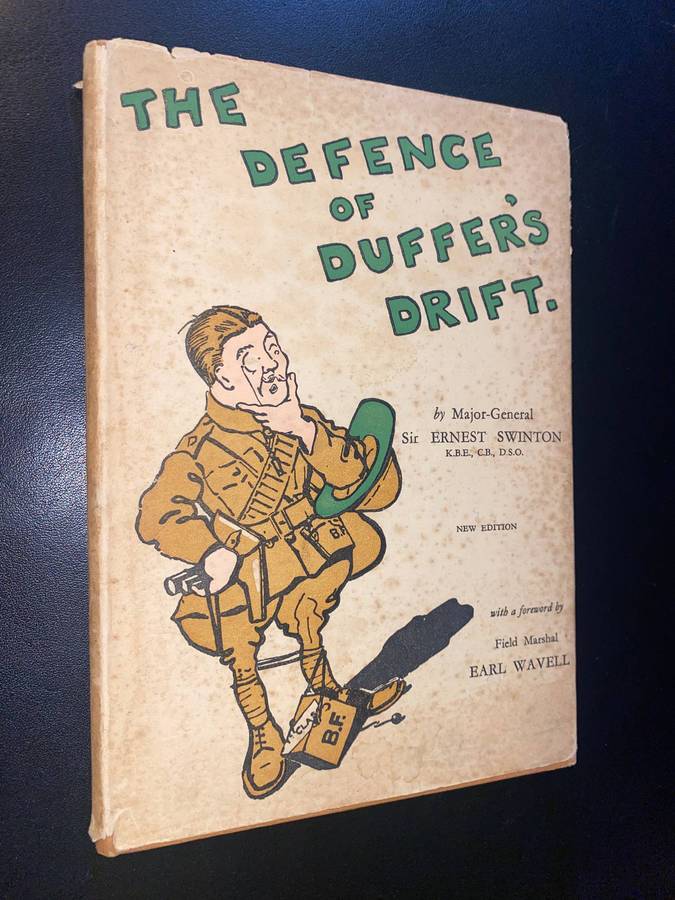 THE
DEFENCE
OF
DUFFER'S
DRIFT.
by Major-General
Sir ERNEST SWINTON
K.B.E., C.B., D.S.O.
NEW EDITION
with a foreword by
Field Marshal
EARL WAVELL
B.F.
B.F.